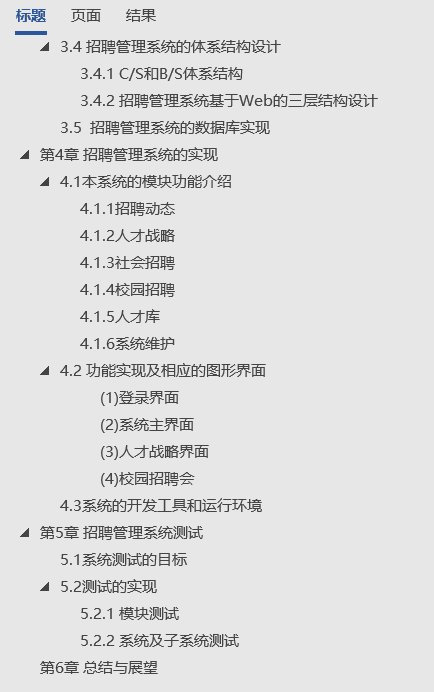 标题 页面 结果
3.4 招聘管理系统的体系结构设计
3.4.1 C/S和B/S体系结构
3.4.2 招聘管理系统基于Web的三层结构设计
3.5 招聘管理系统的数据库实现
第4章 招聘管理系统的实现
4.1本系统的模块功能介绍
4.1.1招聘动态
4.1.2人才战略
4.1.3社会招聘
4.1.4校园招聘
4.1.5人才库
4.1.6系统维护
4.2 功能实现及相应的图形界面
(1)登录界面
(2)系统主界面
(3)人才战略界面
(4)校园招聘会
4.3系统的开发工具和运行环境
第5章 招聘管理系统测试
5.1系统测试的目标
5.2测试的实现
5.2.1 模块测试
5.2.2 系统及子系统测试
第6章 总结与展望